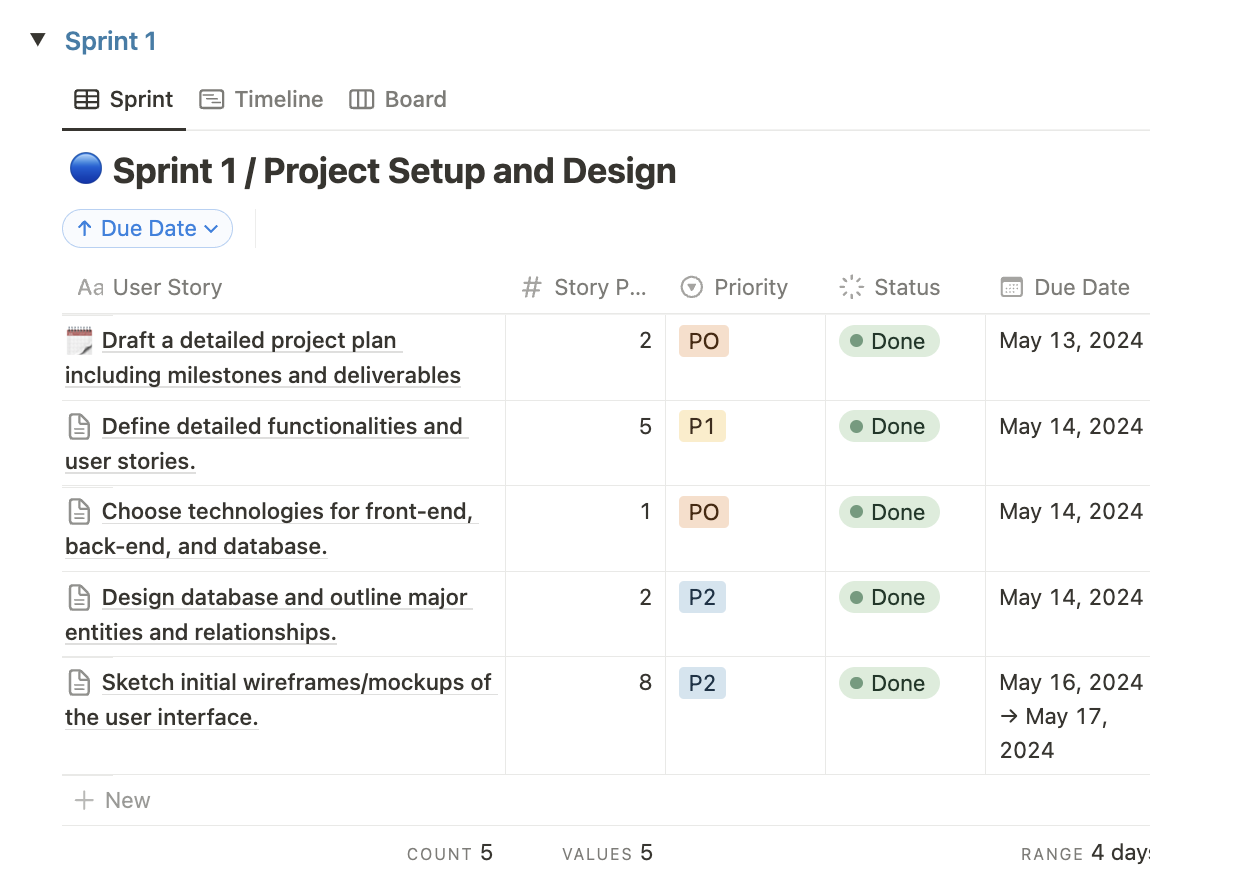 Sprint 1
Sprint Timeline Board
Sprint 1 / Project Setup and Design
Due Date
Aa User Story # Story P... Priority Status Due Date
Draft a detailed project plan 2 PO Done May 13, 2024
including milestones and deliverables
Define detailed functionalities and 5 P1 Done May 14, 2024
user stories.
Choose technologies for front-end, 1 PO Done May 14, 2024
back-end, and database.
Design database and outline major 2 P2 Done May 14, 2024
entities and relationships.
Sketch initial wireframes/mockups of 8 P2 Done May 16, 2024
the user interface. → May 17,
2024
+ New
COUNT 5 VALUES 5 RANGE 4 days